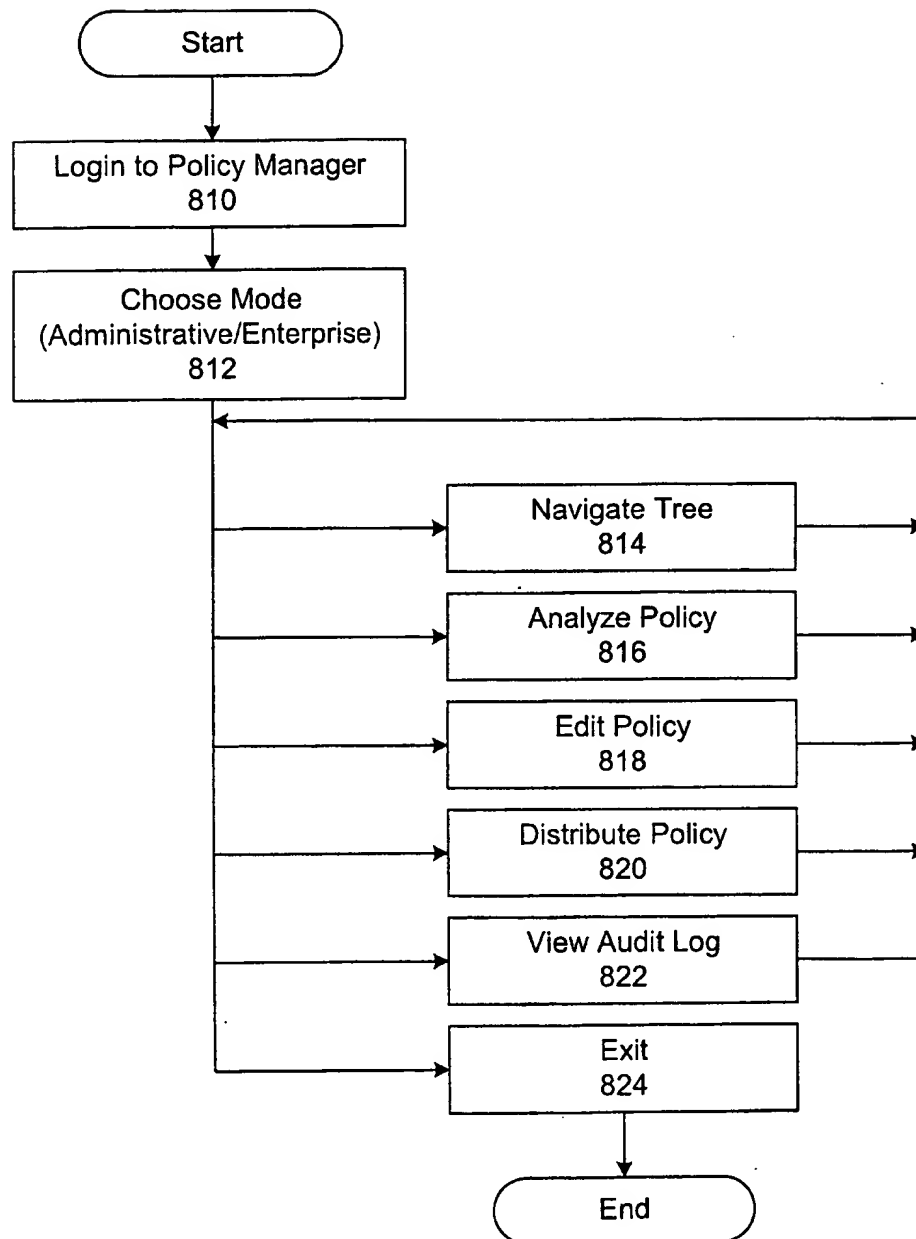 Start
Login to Policy Manager
810
Choose Mode
(Administrative/Enterprise)
812
Navigate Tree
814
Analyze Policy
816
Edit Policy
818
Distribute Policy
820
View Audit Log
822
Exit
824
End